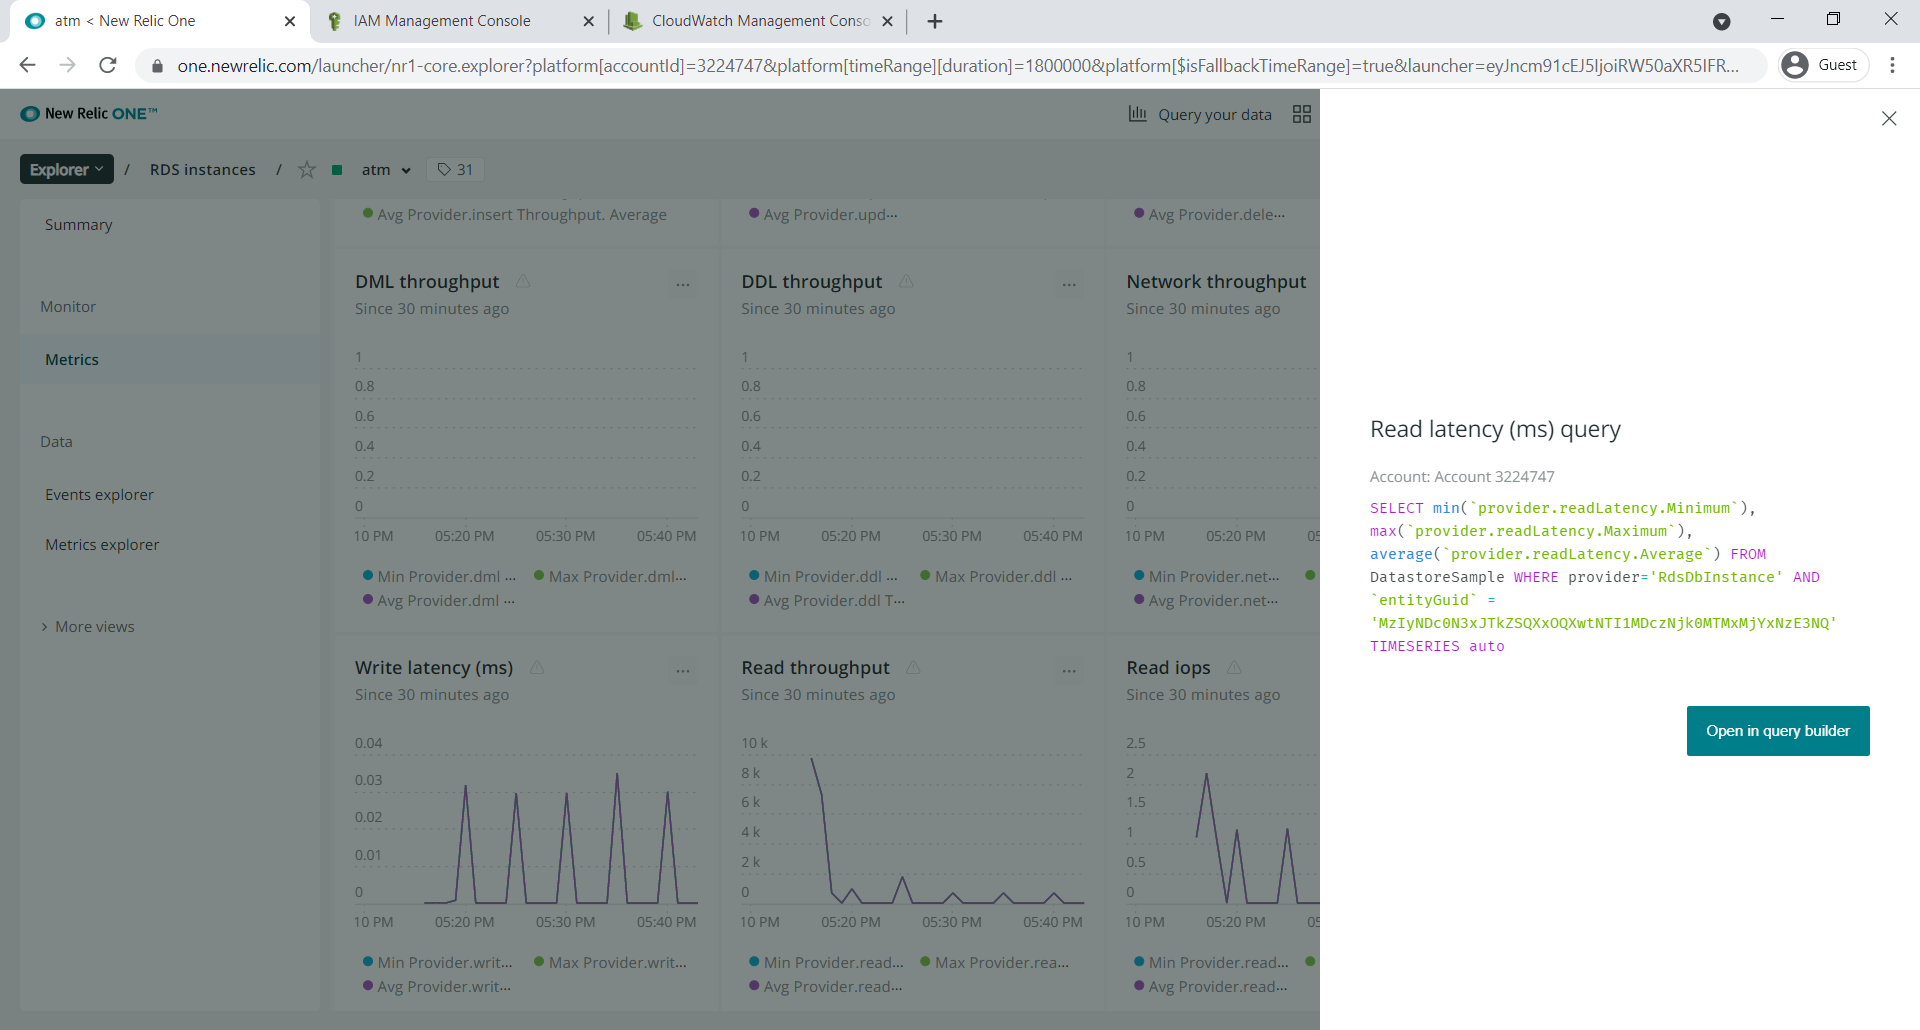 atm < New Relic One
IAM Management Console
CloudWatch Management Conso
one.newrelic.com/launcher/nr1-core.explorer?platform[accountId]=3224747&platform[timeRange][duration]=1800000&platform[$isFallbackTimeRange]=true&launcher=eyJncm91cEJ5IjoiRW50aXR5IFR...
Guest
New Relic ONE™
Query your data
Explorer / RDS instances / atm 31
Summary
Monitor
Metrics
Data
Events explorer
Metrics explorer
> More views
Avg Provider.insert Throughput. Average
Avg Provider.upd...
Avg Provider.dele...
DML throughput
Since 30 minutes ago
1
0.8
0.6
0.4
0.2
0
10 PM 05:20 PM 05:30 PM 05:40 PM
Min Provider.dml ... Max Provider.dml...
Avg Provider.dml ...
DDL throughput
Since 30 minutes ago
1
0.8
0.6
0.4
0.2
0
10 PM 05:20 PM 05:30 PM 05:40 PM
Min Provider.ddl ... Max Provider.ddl ...
Avg Provider.ddl T...
Network throughput
Since 30 minutes ago
1
0.8
0.6
0.4
0.2
0
10 PM 05:20 PM 05
Min Provider.net...
Avg Provider.net...
Write latency (ms)
Since 30 minutes ago
0.04
0.03
0.02
0.01
0
10 PM 05:20 PM 05:30 PM 05:40 PM
Min Provider.writ... Max Provider.writ...
Avg Provider.writ...
Read throughput
Since 30 minutes ago
10 k
8 k
6 k
4 k
2 k
0
10 PM 05:20 PM 05:30 PM 05:40 PM
Min Provider.read... Max Provider.rea...
Avg Provider.read...
Read iops
Since 30 minutes ago
2.5
2
1.5
1
0.5
0
10 PM 05:20 PM 05
Min Provider.read...
Avg Provider.read...
Read latency (ms) query
Account: Account 3224747
SELECT min(`provider.readLatency.Minimum`),
max(`provider.readLatency.Maximum`),
average(`provider.readLatency.Average`) FROM
DatastoreSample WHERE provider='RdsDbInstance' AND
`entityGuid` =
'MzIyNDc0N3xJTkZSQXxOQXwtNTI1MDczNjk0MTMxMjYxNzE3NQ'
TIMESERIES auto
Open in query builder